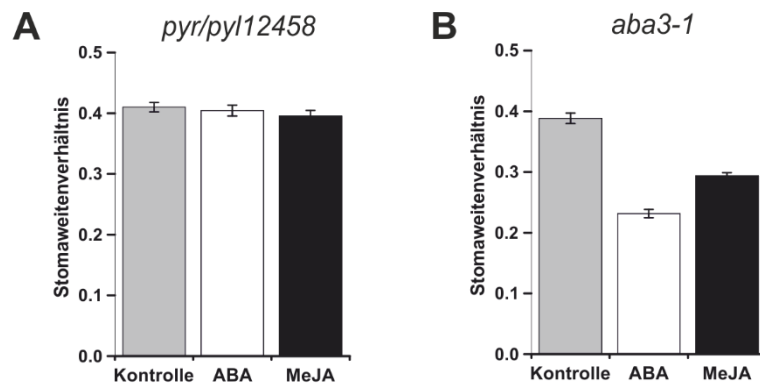 A
pyr/pyl12458
0.5
0.4
0.3
0.2
0.1
0.0
Stomaweitenverhältnis
Kontrolle ABA MeJA
B
aba3-1
0.5
0.4
0.3
0.2
0.1
0.0
Stomaweitenverhältnis
Kontrolle ABA MeJA